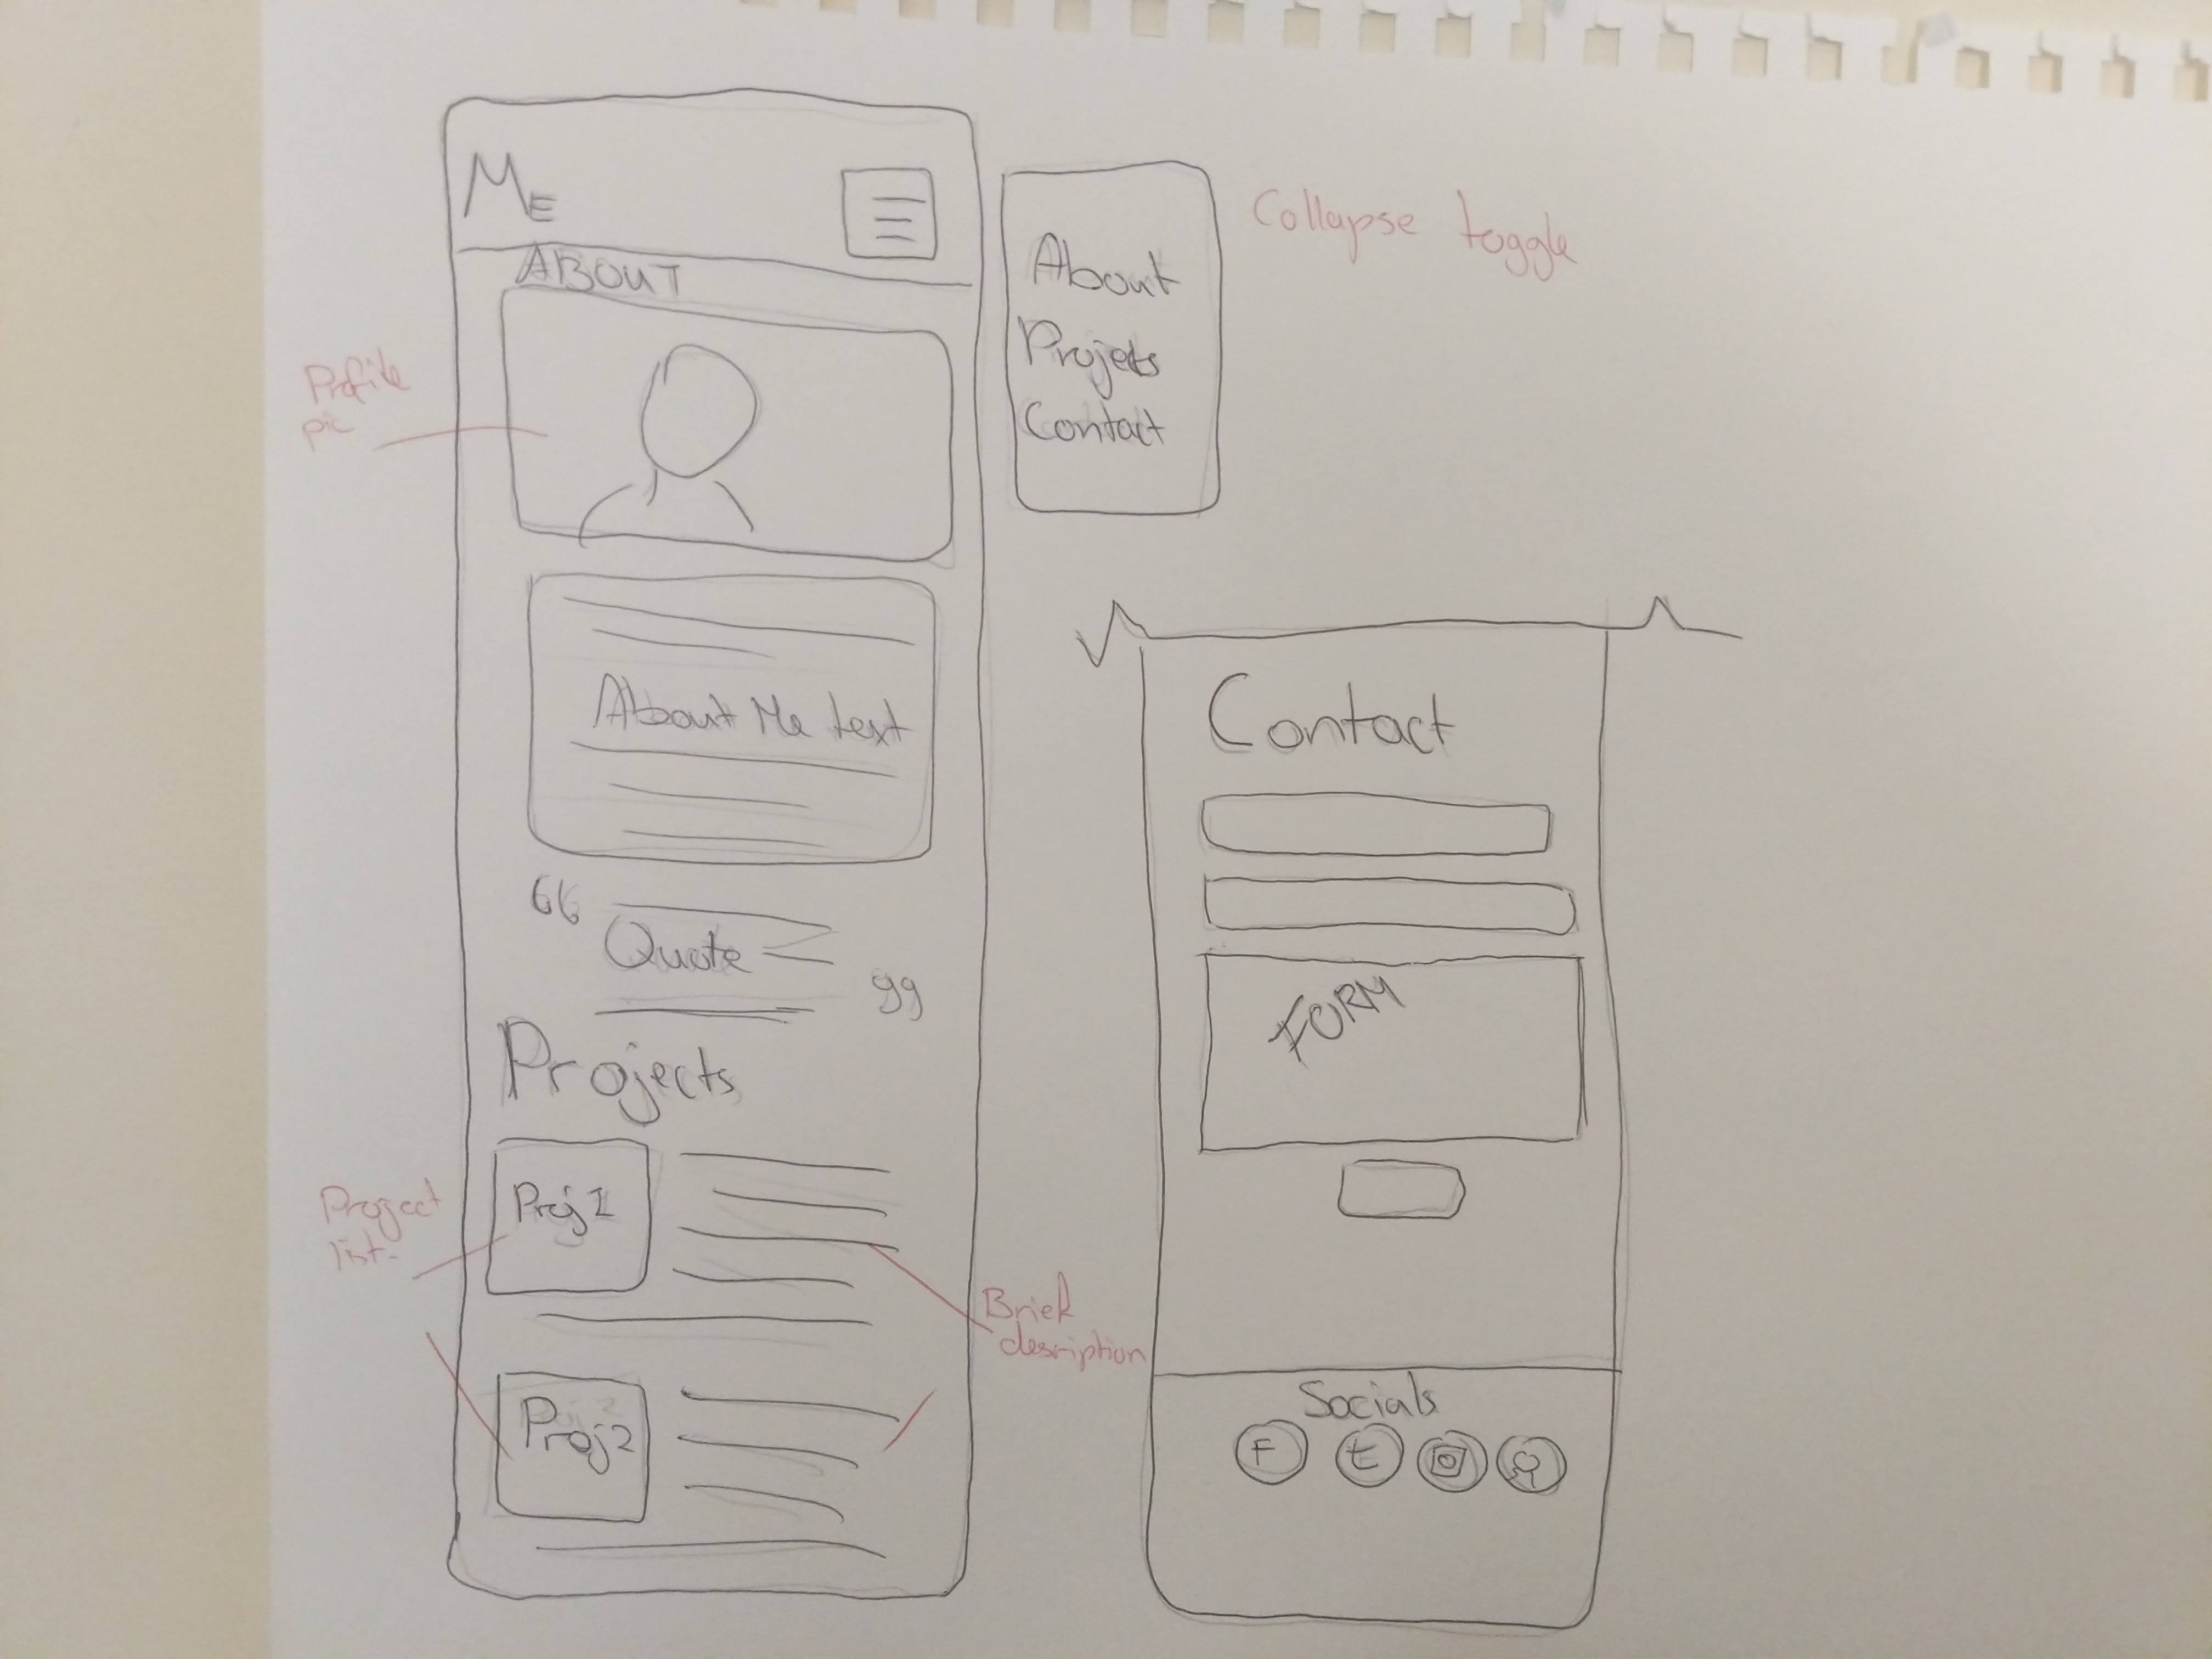 ME
ABOUT
Profile
pic
About Me text
66
Quote
99
Projects
Project
list
Proj 1
Brief
description
Proj 2
About
Projects
Contact
Collapse toggle
Contact
FORM
Socials
F
t